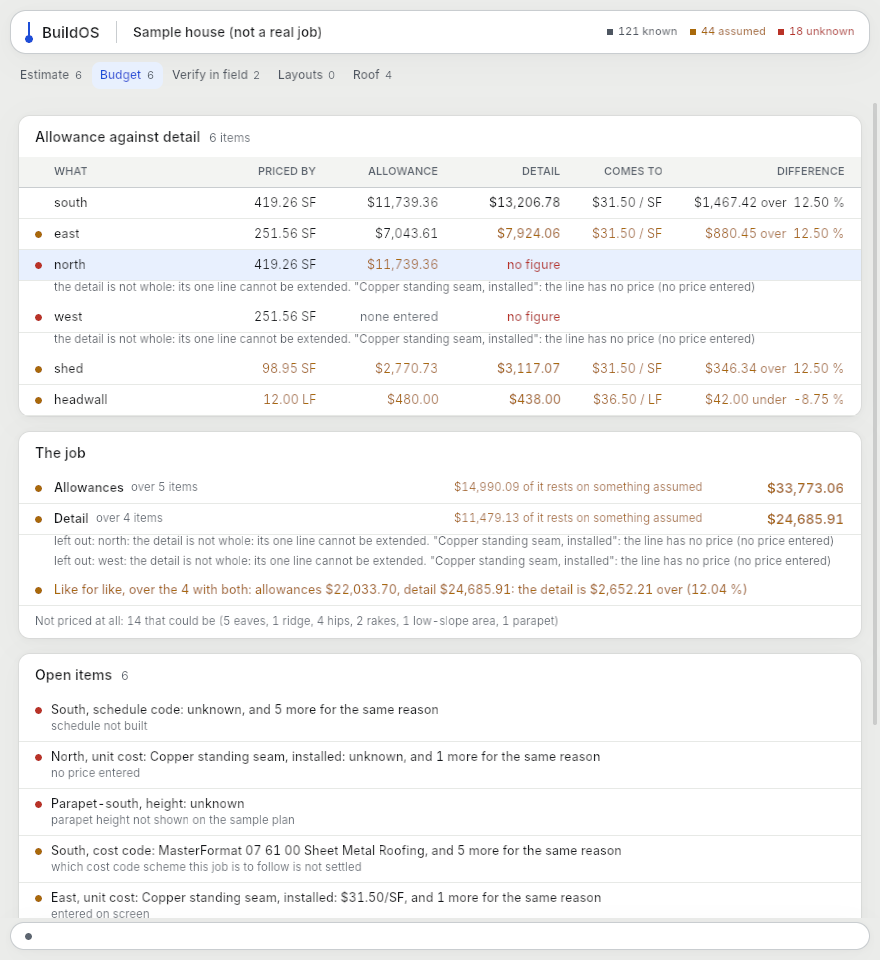 BuildOS Sample house (not a real job) 121 known 44 assumed 18 unknown
Estimate 6 Budget 6 Verify in field 2 Layouts 0 Roof 4
Allowance against detail 6 items
WHAT PRICED BY ALLOWANCE DETAIL COMES TO DIFFERENCE
south 419.26 SF $11,739.36 $13,206.78 $31.50 / SF $1,467.42 over 12.50 %
east 251.56 SF $7,043.61 $7,924.06 $31.50 / SF $880.45 over 12.50 %
north 419.26 SF $11,739.36 no figure
the detail is not whole: its one line cannot be extended. "Copper standing seam, installed": the line has no price (no price entered)
west 251.56 SF none entered no figure
the detail is not whole: its one line cannot be extended. "Copper standing seam, installed": the line has no price (no price entered)
shed 98.95 SF $2,770.73 $3,117.07 $31.50 / SF $346.34 over 12.50 %
headwall 12.00 LF $480.00 $438.00 $36.50 / LF $42.00 under -8.75 %
The job
Allowances over 5 items $14,990.09 of it rests on something assumed $33,773.06
Detail over 4 items $11,479.13 of it rests on something assumed $24,685.91
left out: north: the detail is not whole: its one line cannot be extended. "Copper standing seam, installed": the line has no price (no price entered)
left out: west: the detail is not whole: its one line cannot be extended. "Copper standing seam, installed": the line has no price (no price entered)
Like for like, over the 4 with both: allowances $22,033.70, detail $24,685.91: the detail is $2,652.21 over (12.04 %)
Not priced at all: 14 that could be (5 eaves, 1 ridge, 4 hips, 2 rakes, 1 low-slope area, 1 parapet)
Open items 6
South, schedule code: unknown, and 5 more for the same reason
schedule not built
North, unit cost: Copper standing seam, installed: unknown, and 1 more for the same reason
no price entered
Parapet-south, height: unknown
parapet height not shown on the sample plan
South, cost code: MasterFormat 07 61 00 Sheet Metal Roofing, and 5 more for the same reason
which cost code scheme this job is to follow is not settled
East, unit cost: Copper standing seam, installed: $31.50/SF, and 1 more for the same reason
entered on screen